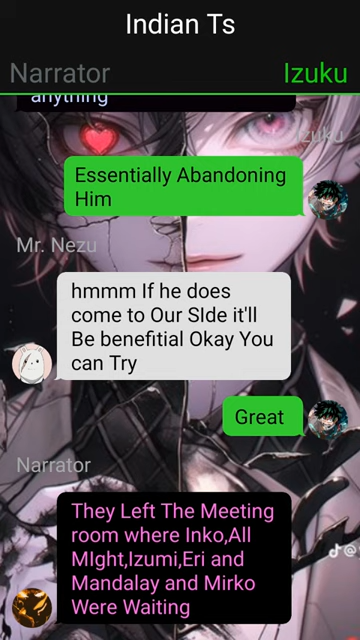 Indian Ts
Narrator
Izuku
anything
Izuku
Essentially Abandoning
Him
Mr. Nezu
hmmm If he does
come to Our SIde it'll
Be benefitial Okay You
can Try
Great
Narrator
They Left The Meeting
room where Inko,All
MIght,Izumi,Eri and
Mandalay and Mirko
Were Waiting